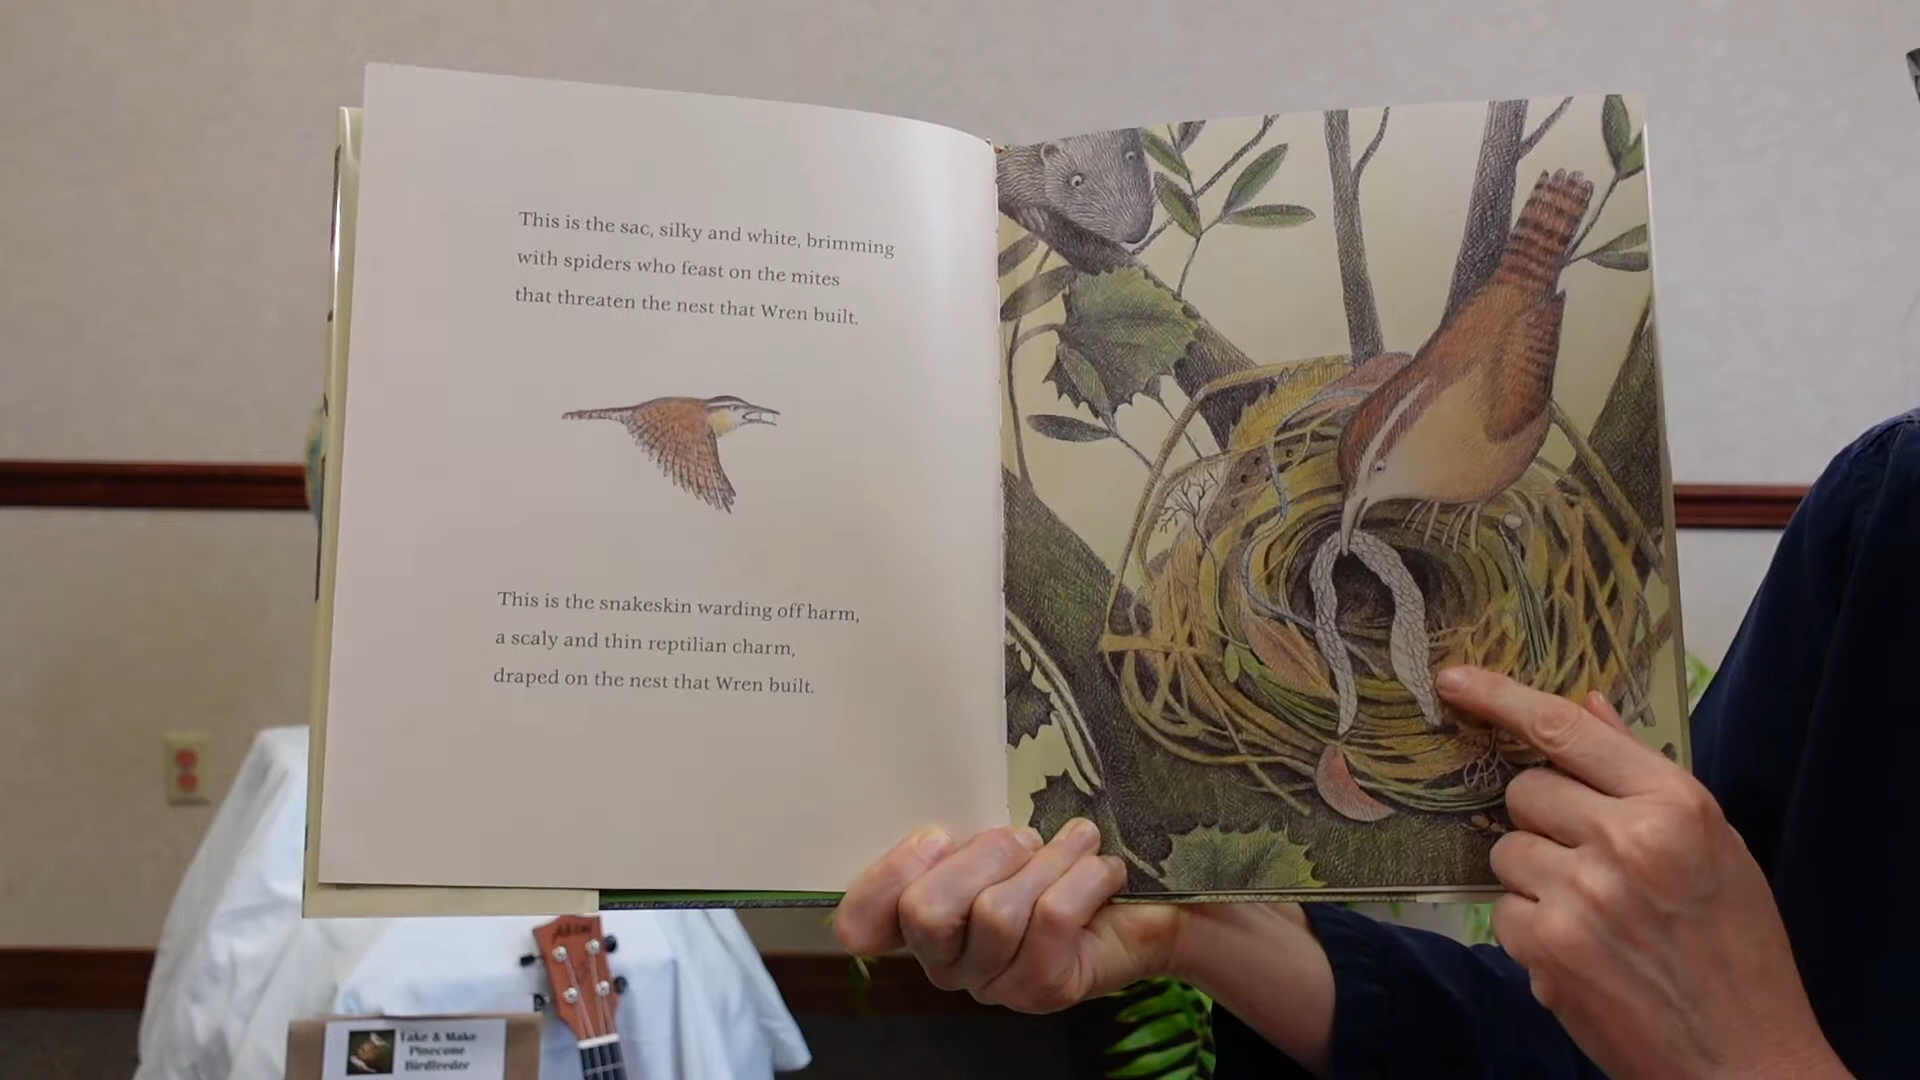 This is the sac, silky and white, brimming
with spiders who feast on the mites
that threaten the nest that Wren built.
This is the snakeskin warding off harm,
a scaly and thin reptilian charm,
draped on the nest that Wren built.
Take & Make
Pinecone
Birdfeeder